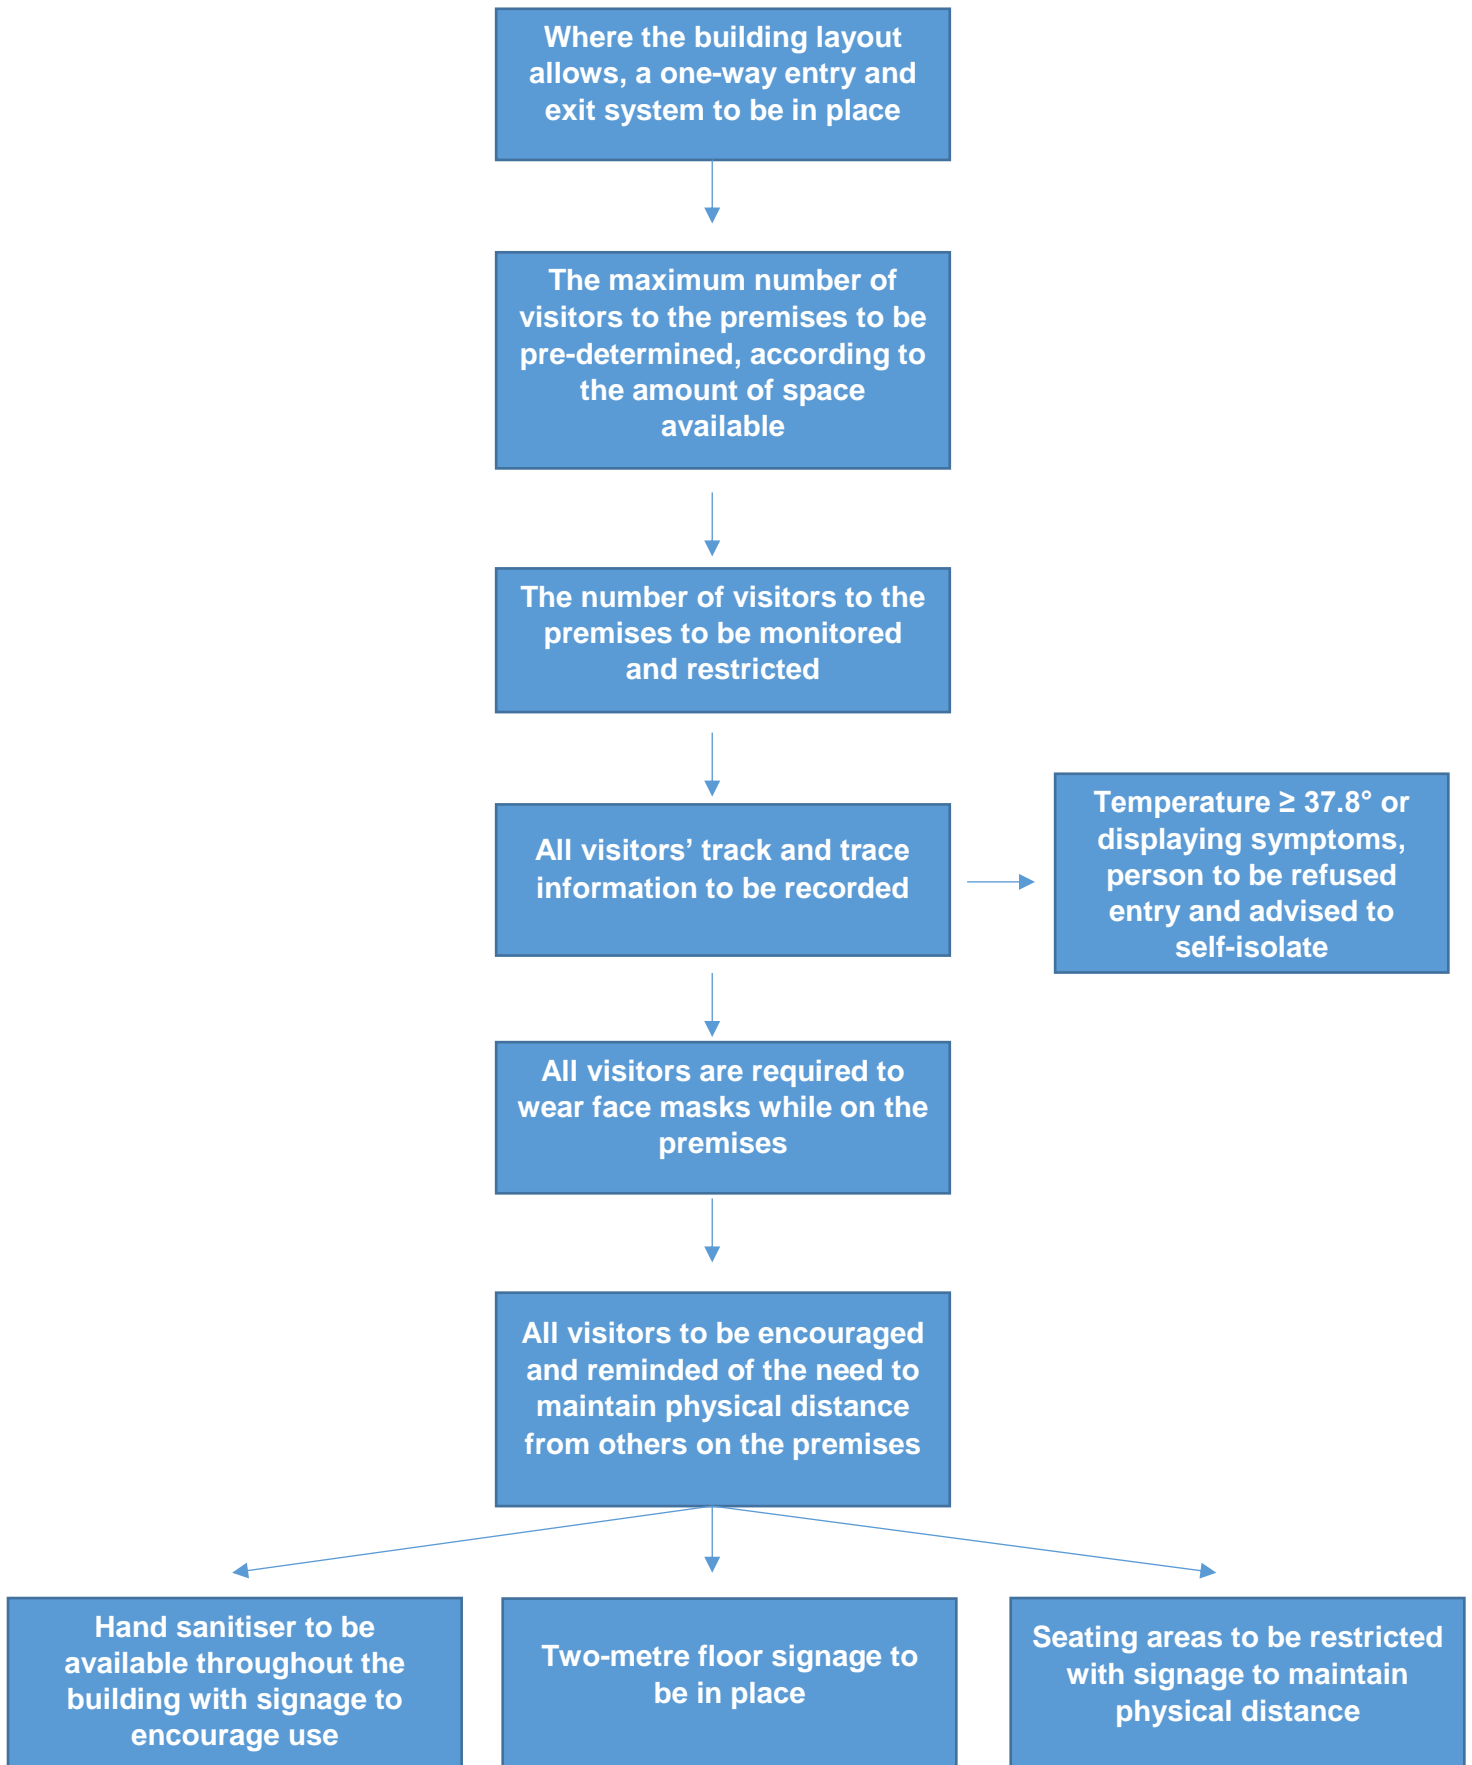 Where the building layout
allows, a one-way entry and
exit system to be in place
The maximum number of
visitors to the premises to be
pre-determined, according to
the amount of space
available
The number of visitors to the
premises to be monitored
and restricted
All visitors’ track and trace
information to be recorded
Temperature ≥ 37.8° or
displaying symptoms,
person to be refused
entry and advised to
self-isolate
All visitors are required to
wear face masks while on the
premises
All visitors to be encouraged
and reminded of the need to
maintain physical distance
from others on the premises
Hand sanitiser to be
available throughout the
building with signage to
encourage use
Two-metre floor signage to
be in place
Seating areas to be restricted
with signage to maintain
physical distance